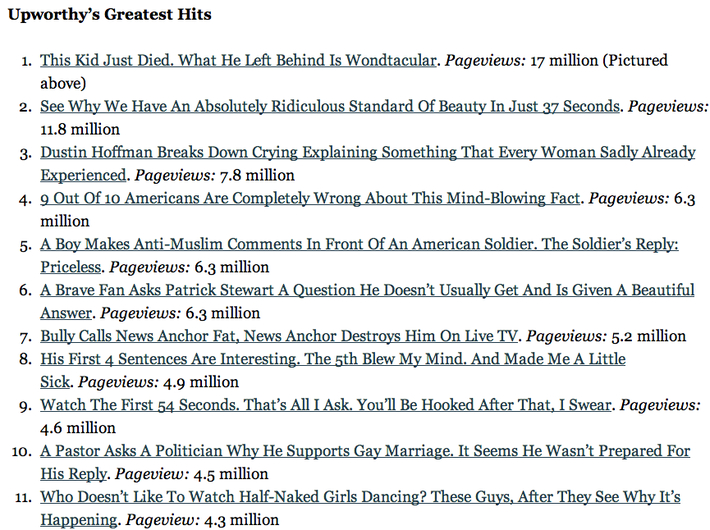 Upworthy's Greatest Hits
1. This Kid Just Died. What He Left Behind Is Wondtacular. Pageviews: 17 million (Pictured
above)
2. See Why We Have An Absolutely Ridiculous Standard Of Beauty In Just 37 Seconds. Pageviews:
11.8 million
3. Dustin Hoffman Breaks Down Crying Explaining Something That Every Woman Sadly Already
Experienced. Pageviews: 7.8 million
4. 9 Out Of 10 Americans Are Completely Wrong About This Mind-Blowing Fact. Pageviews: 6.3
million
5. A Boy Makes Anti-Muslim Comments In Front Of An American Soldier. The Soldier's Reply:
Priceless. Pageviews: 6.3 million
6. A Brave Fan Asks Patrick Stewart A Question He Doesn't Usually Get And Is Given A Beautiful
Answer. Pageviews: 6.3 million
7. Bully Calls News Anchor Fat, News Anchor Destroys Him On Live TV. Pageviews: 5.2 million
8. His First 4 Sentences Are Interesting. The 5th Blew My Mind. And Made Me A Little
Sick. Pageviews: 4.9 million
9. Watch The First 54 Seconds. That's All I Ask. You'll Be Hooked After That, I Swear. Pageviews:
4.6 million
10. A Pastor Asks A Politician Why He Supports Gay Marriage. It Seems He Wasn't Prepared For
His Reply. Pageview: 4.5 million
11. Who Doesn't Like To Watch Half-Naked Girls Dancing? These Guys, After They See Why It's
Happening. Pageview: 4.3 million